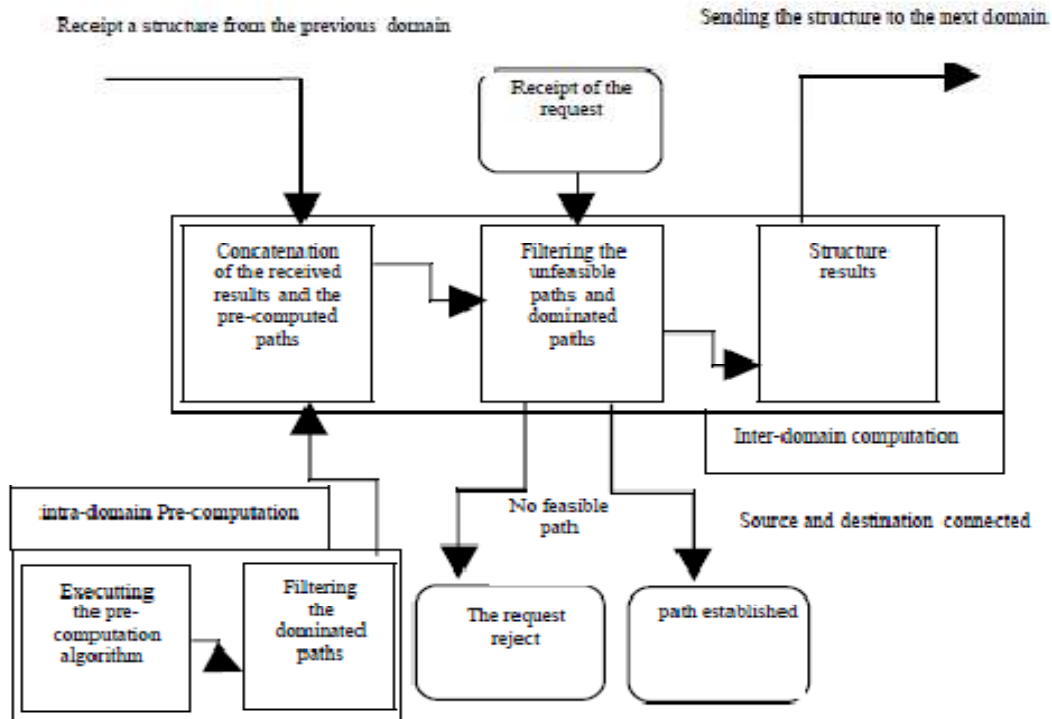 Receipt a structure from the previous domain
Sending the structure to the next domain
Receipt of the
request
Concatenation
of the received
results and the
pre-computed
paths
Filtering the
unfeasible
paths and
dominated
paths
Structure
results
Inter-domain computation
intra-domain Pre-computation
No feasible
path
Source and destination connected
Executting
the pre-
computation
algorithm
Filtering
the
dominated
paths
The request
reject
path established